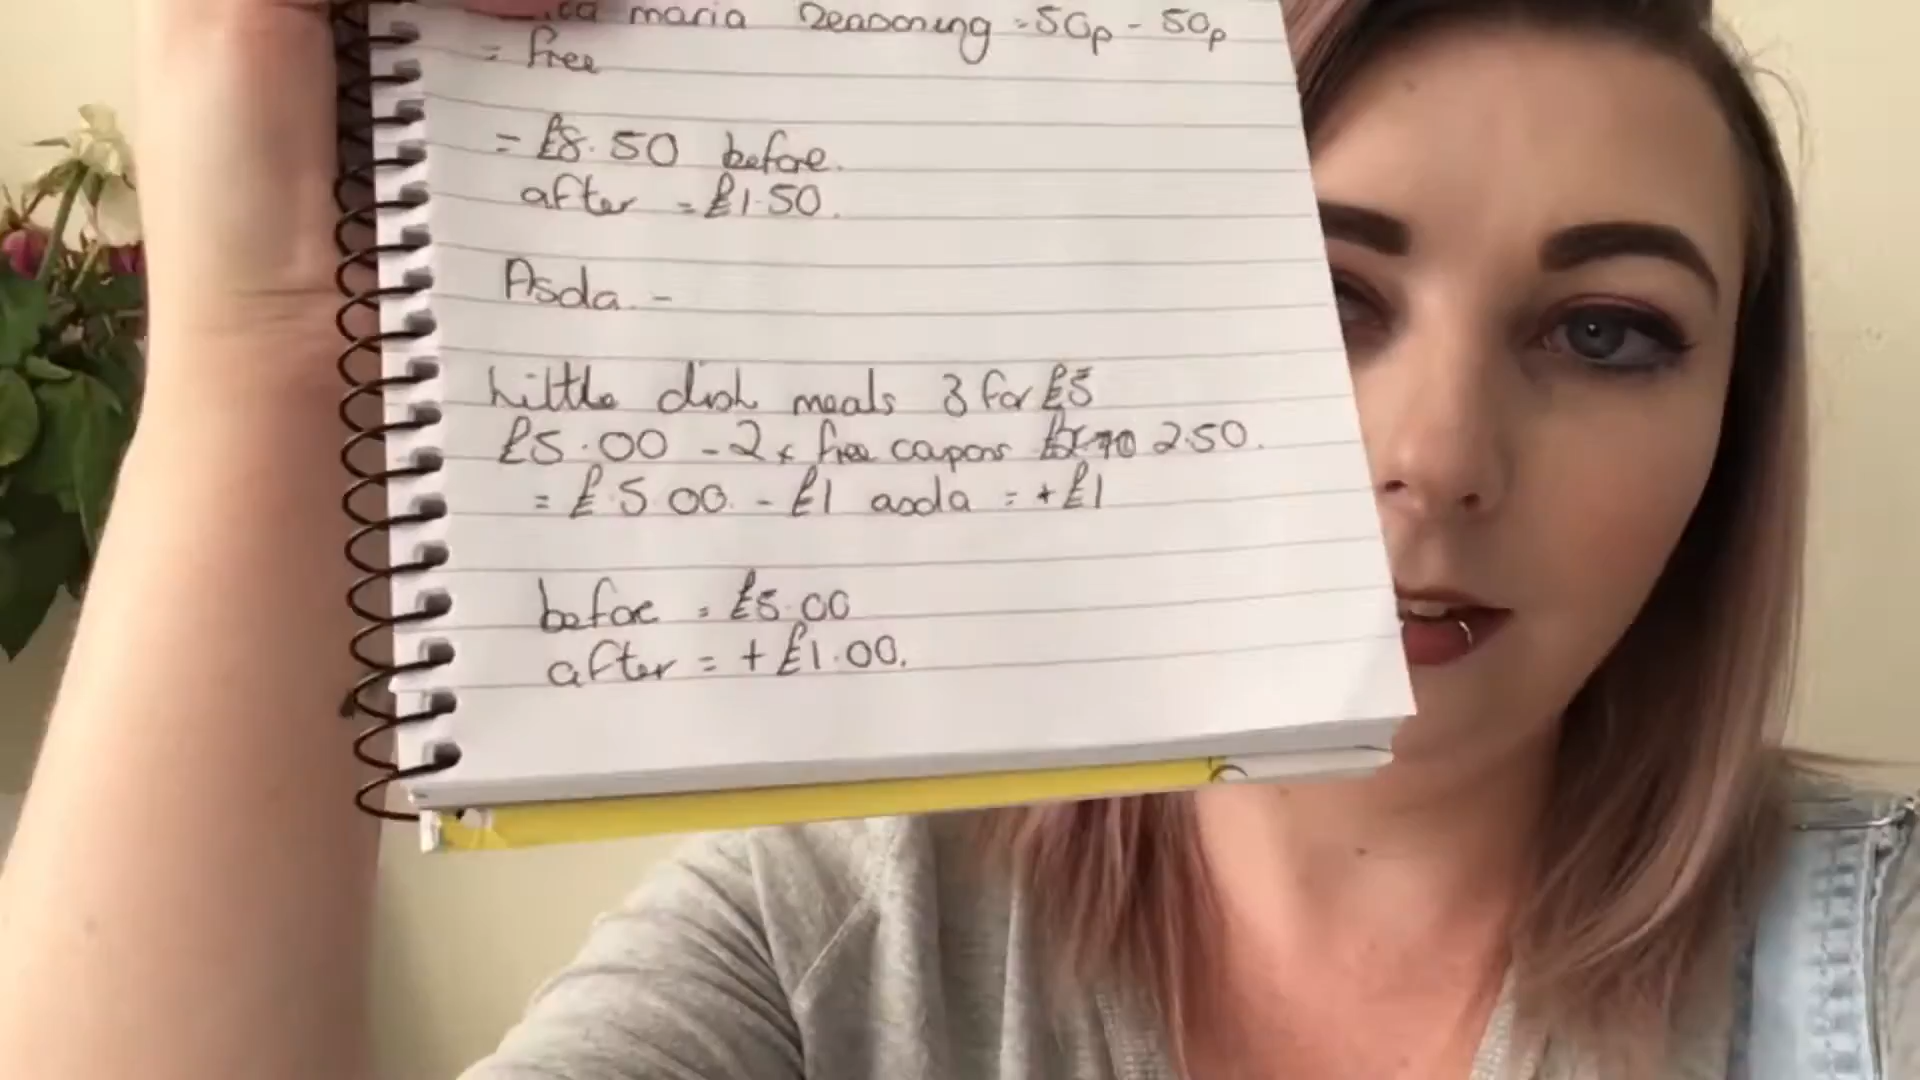 maria Seasoning = 50p - 50p
= free
= £8.50 before.
after = £1.50.
Asda -
Little dish meals 3 for £5
£5.00 - 2x free coupons 2.50.
= £5.00 - £1 asda = +£1
before = £5.00
after = +£1.00.